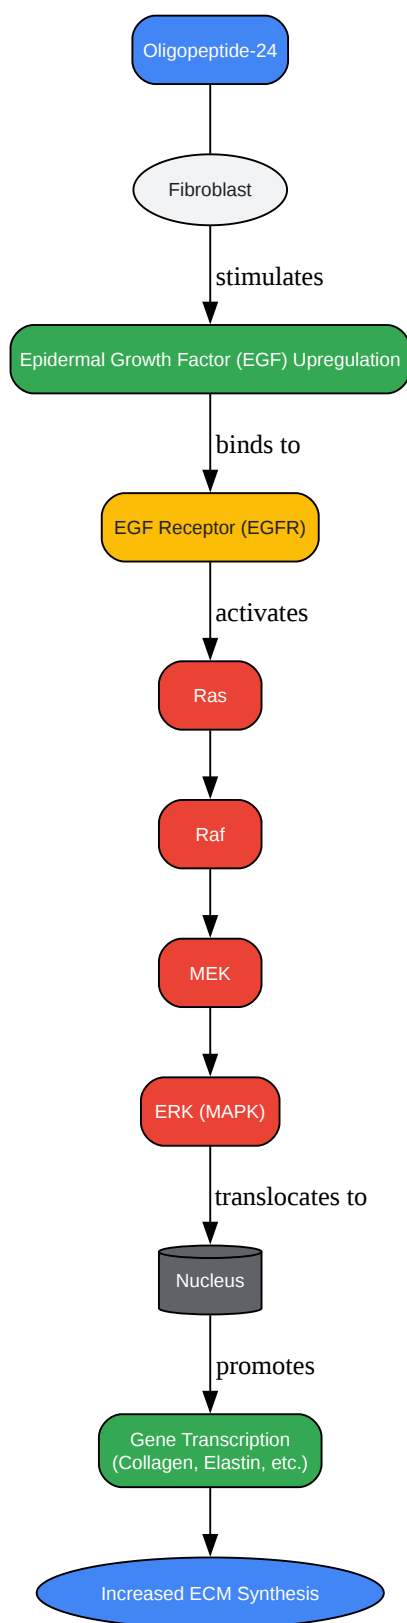 Oligopeptide-24
Fibroblast
stimulates
Epidermal Growth Factor (EGF) Upregulation
binds to
EGF Receptor (EGFR)
activates
Ras
Raf
MEK
ERK (MAPK)
translocates to
Nucleus
promotes
Gene Transcription
(Collagen, Elastin, etc.)
Increased ECM Synthesis